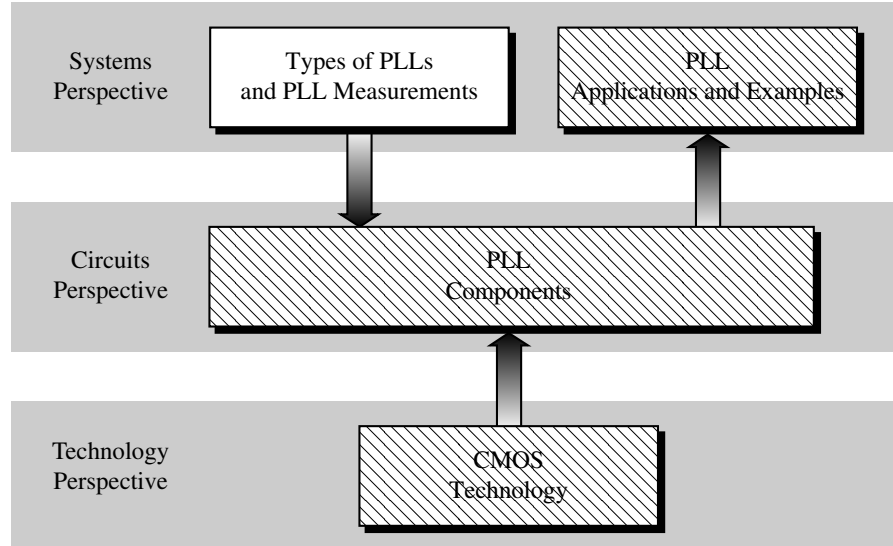 Systems
Perspective
Types of PLLs
and PLL Measurements
PLL
Applications and Examples
Circuits
Perspective
PLL
Components
Technology
Perspective
CMOS
Technology